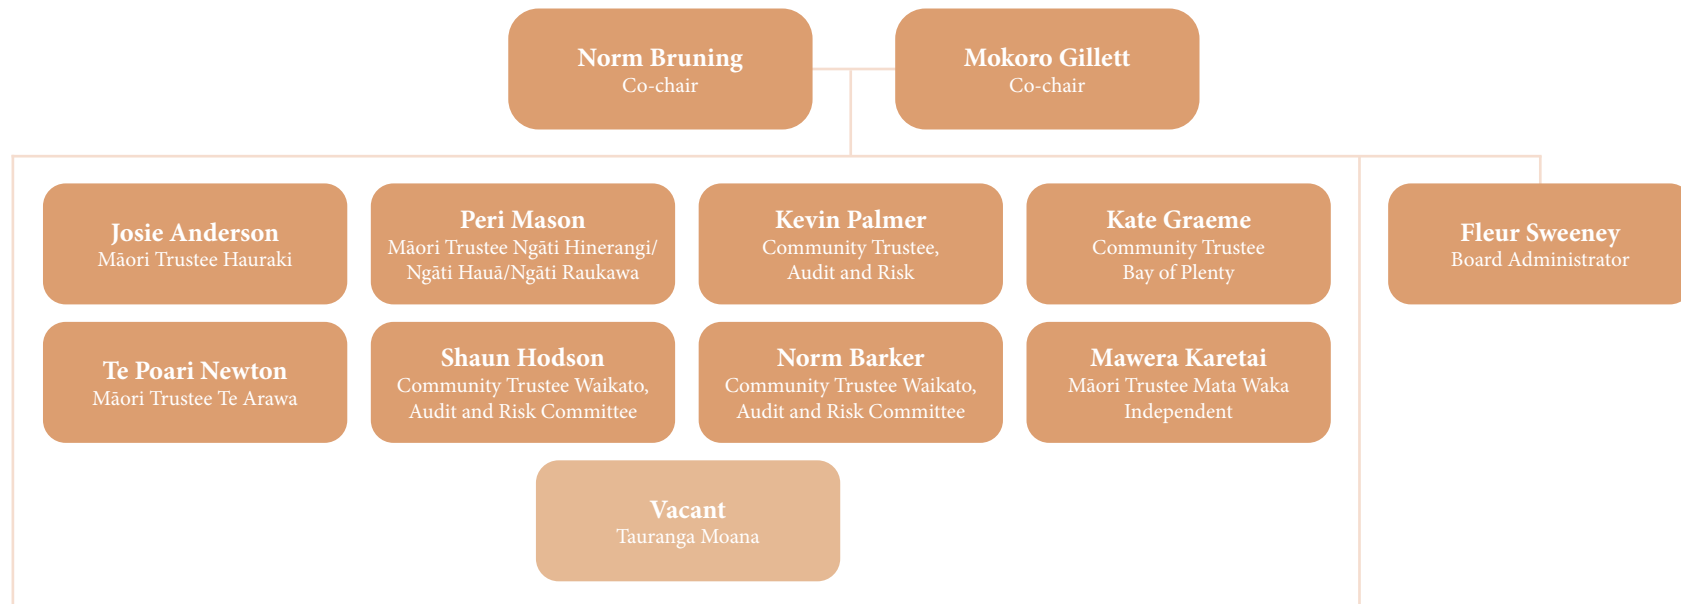 Norm Bruning
Co-chair
Mokoro Gillett
Co-chair
Josie Anderson
Māori Trustee Hauraki
Peri Mason
Māori Trustee Ngāti Hinerangi/
Ngāti Hauā/Ngāti Raukawa
Kevin Palmer
Community Trustee,
Audit and Risk
Kate Graeme
Community Trustee
Bay of Plenty
Fleur Sweeney
Board Administrator
Te Poari Newton
Māori Trustee Te Arawa
Shaun Hodson
Community Trustee Waikato,
Audit and Risk Committee
Norm Barker
Community Trustee Waikato,
Audit and Risk Committee
Mawera Karetai
Māori Trustee Mata Waka
Independent
Vacant
Tauranga Moana